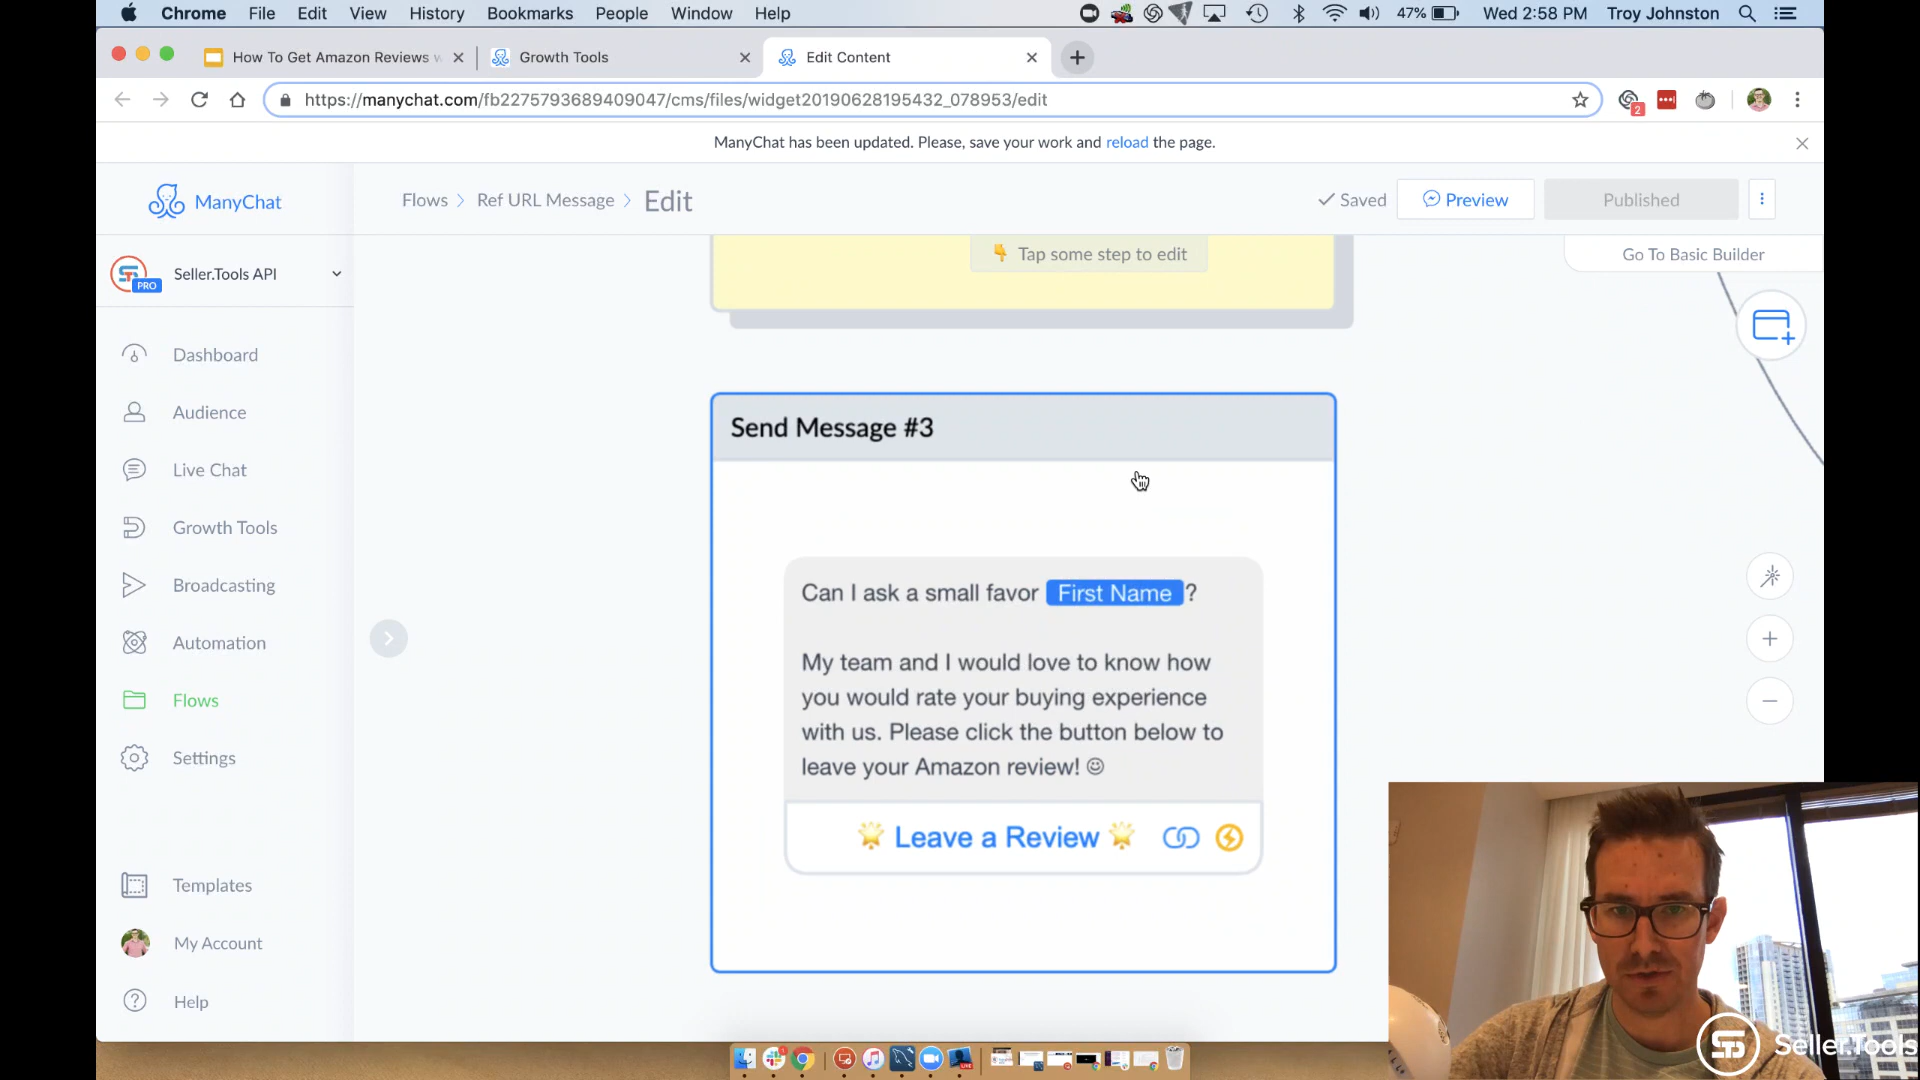 Chrome File Edit View History Bookmarks People Window Help 47% Wed 2:58 PM Troy Johnston
How To Get Amazon Reviews w
Growth Tools
Edit Content
https://manychat.com/fb2275793689409047/cms/files/widget20190628195432_078953/edit
2
ManyChat has been updated. Please, save your work and reload the page.
ManyChat
Flows > Ref URL Message > Edit
Saved
Preview
Published
Tap some step to edit
Go To Basic Builder
PRO
Seller.Tools API
Dashboard
Audience
Live Chat
Growth Tools
Broadcasting
Automation
Flows
Settings
Templates
My Account
Help
Send Message #3
Can I ask a small favor First Name ?
My team and I would love to know how
you would rate your buying experience
with us. Please click the button below to
leave your Amazon review! ☺
🌟 Leave a Review 🌟
LIVE
Seller.Tools